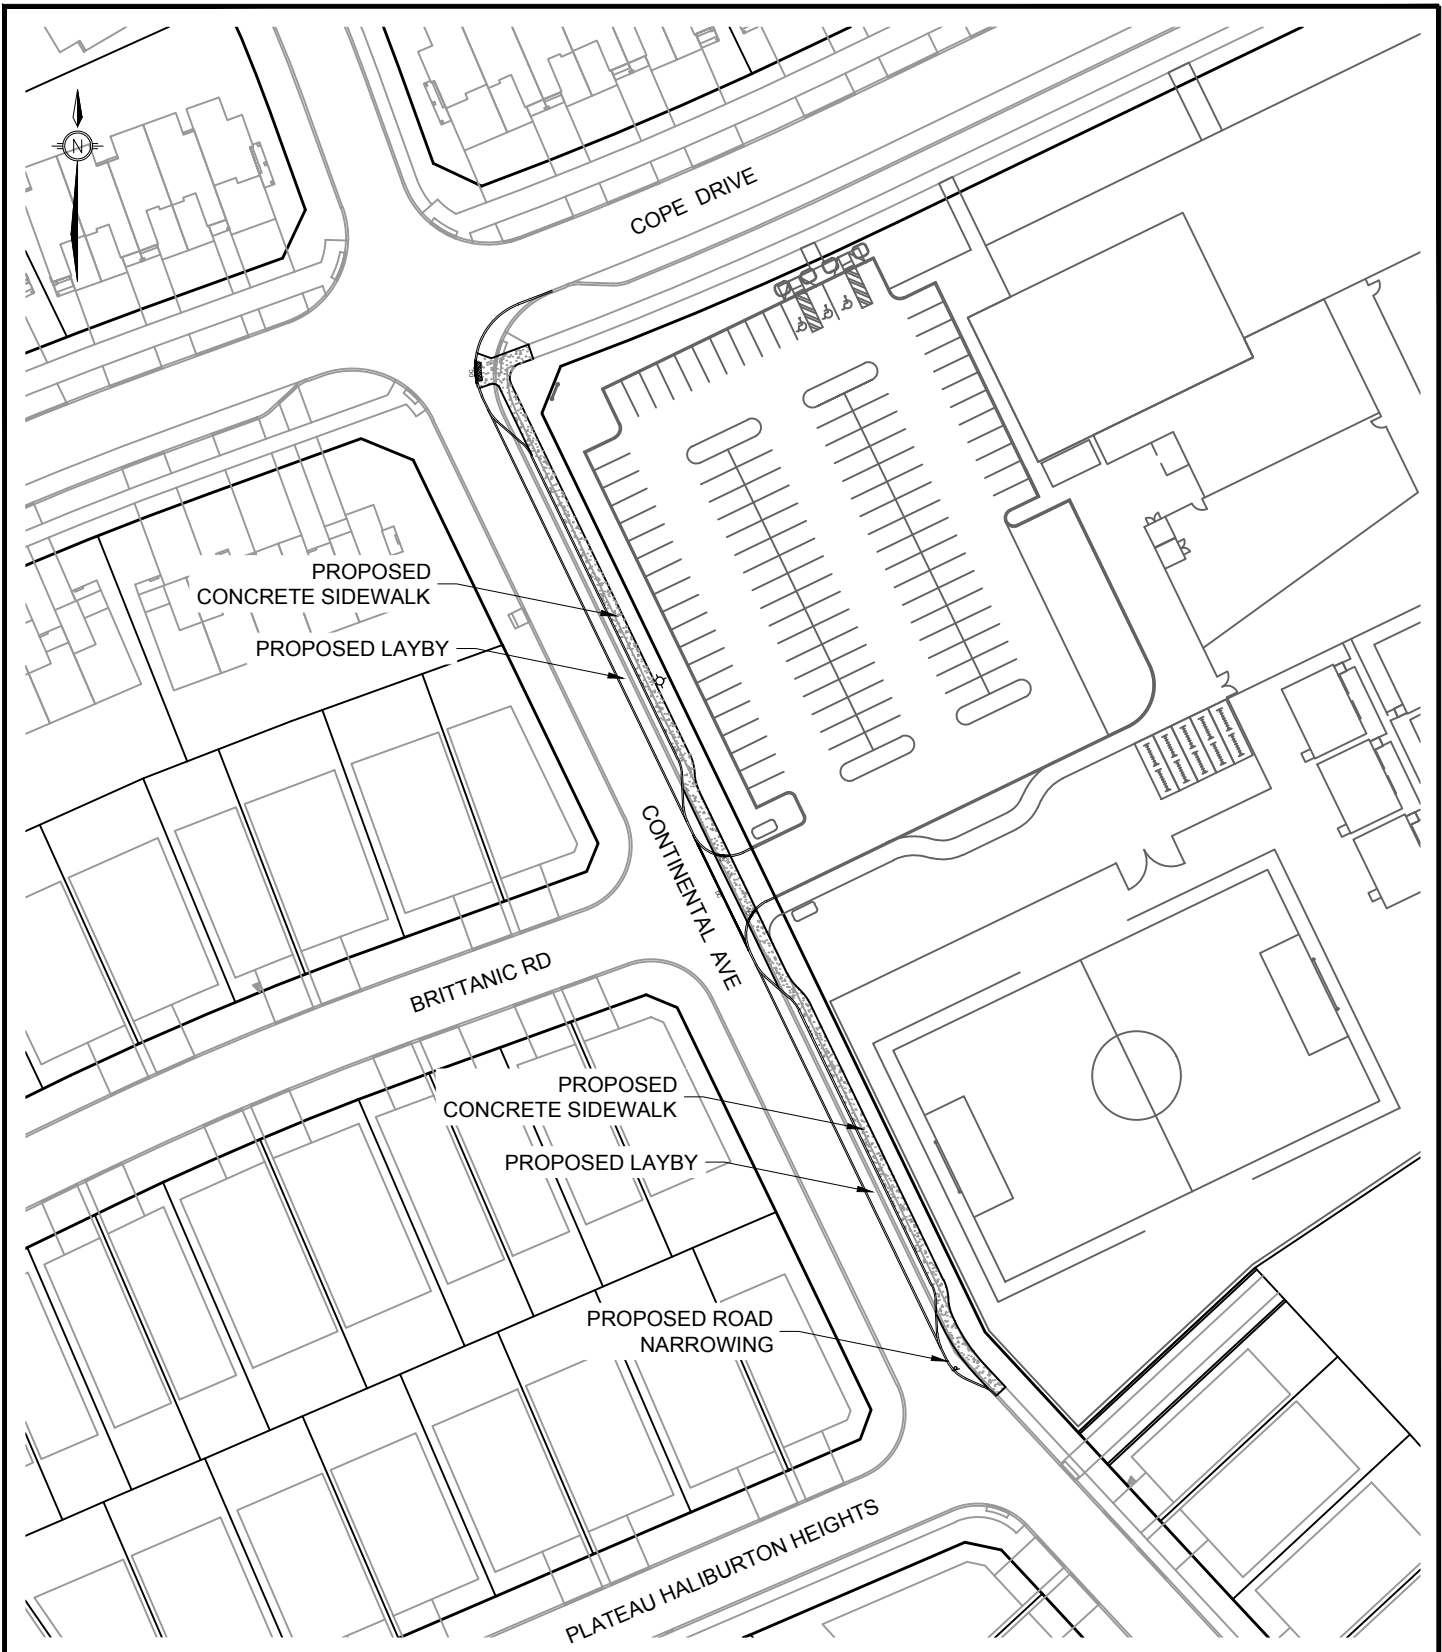 N
COPE DRIVE
PROPOSED
CONCRETE SIDEWALK
PROPOSED LAYBY
CONTINENTAL AVE
BRITTANIC RD
PROPOSED
CONCRETE SIDEWALK
PROPOSED LAYBY
PROPOSED ROAD
NARROWING
PLATEAU HALIBURTON HEIGHTS